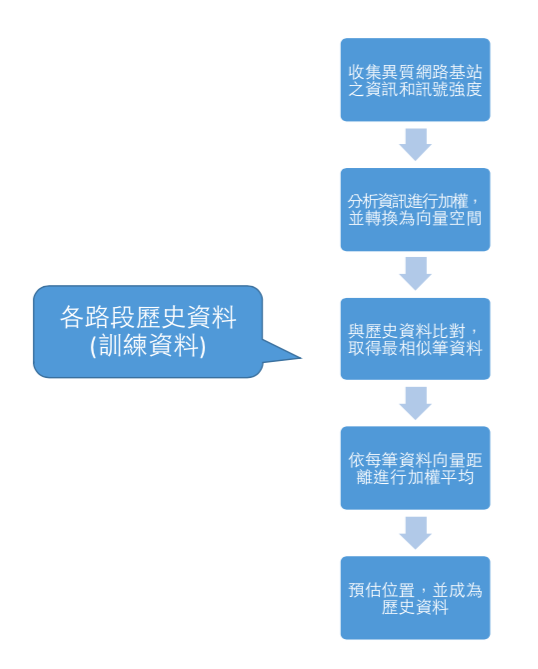 收集異質網路基站
之資訊和訊號強度
分析資訊進行加權，
並轉換為向量空間
各路段歷史資料
(訓練資料)
與歷史資料比對，
取得最相似筆資料
依每筆資料向量距
離進行加權平均
預估位置，並成為
歷史資料